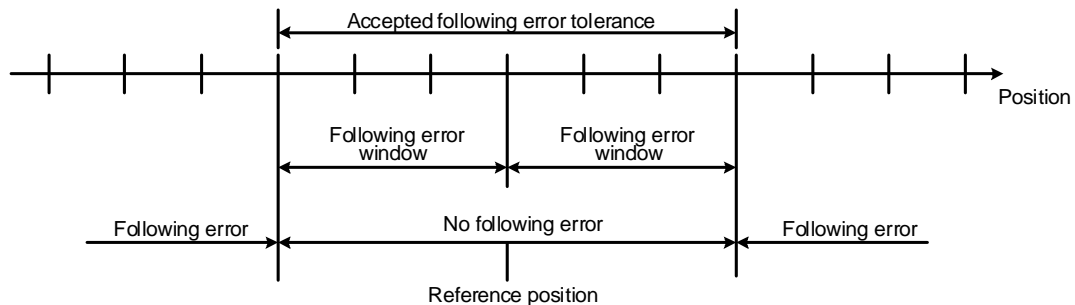 Accepted following error tolerance
Position
Following error
window
Following error
window
Following error
No following error
Following error
Reference position